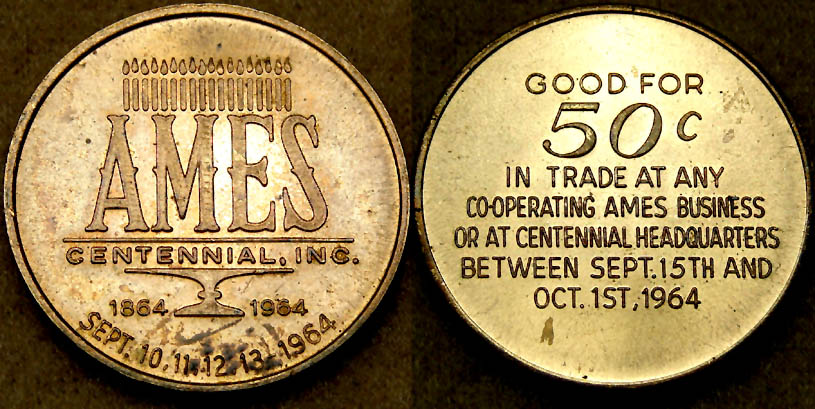 AMES
CENTENNIAL, INC.
1864 1964
SEPT. 10, 11, 12, 13, 1964
GOOD FOR
50c
IN TRADE AT ANY
CO-OPERATING AMES BUSINESS
OR AT CENTENNIAL HEADQUARTERS
BETWEEN SEPT. 15TH AND
OCT. 1ST, 1964